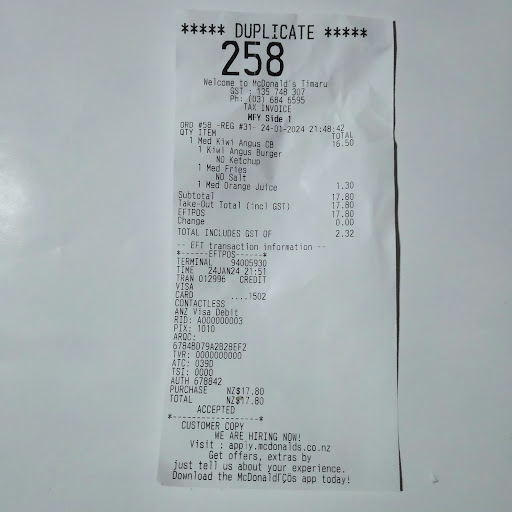 ***** DUPLICATE *****
258
Welcome to McDonald's Timaru
GST : 135 748 307
Ph: (03) 684 6595
TAX INVOICE
MFY Side 1
ORD #58 -REG #31- 24-01-2024 21:48:42
QTY ITEM TOTAL
1 Med Kiwi Angus CB 16.50
1 Kiwi Angus Burger
NO Ketchup
1 Med Fries
NO Salt
1 Med Orange Juice 1.30
Subtotal 17.80
Take-Out Total (incl GST) 17.80
EFTPOS 17.80
Change 0.00
TOTAL INCLUDES GST OF 2.32
-- EFT transaction information --
*------EFTPOS------*
TERMINAL 94005930
TIME 24JAN24 21:51
TRAN 012996 CREDIT
VISA
CARD ....1502
CONTACTLESS
ANZ Visa Debit
RID: A000000003
PIX: 1010
ARQC:
6784BD79A2B28EF2
TVR: 0000000000
ATC: 039D
TSI: 0000
AUTH 678842
PURCHASE NZ$17.80
TOTAL NZ$17.80
ACCEPTED
*------------------*
CUSTOMER COPY
WE ARE HIRING NOW!
Visit : apply.mcdonalds.co.nz
Get offers, extras by
just tell us about your experience.
Download the McDonaldΓÇÖs app today!